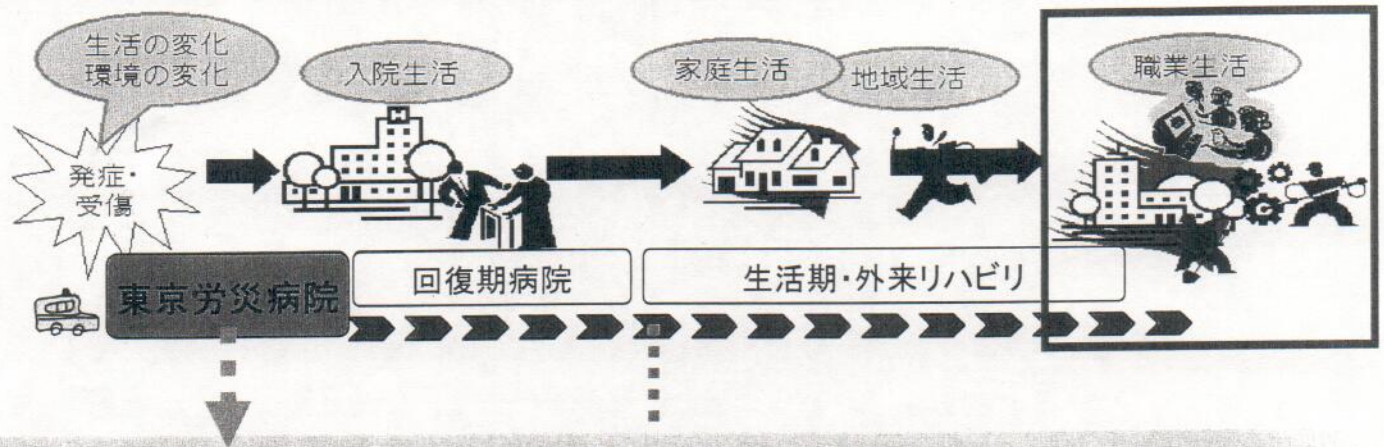 生活の変化
環境の変化
入院生活
家庭生活
地域生活
職業生活
発症・
受傷
H
東京労災病院
回復期病院
生活期・外来リハビリ